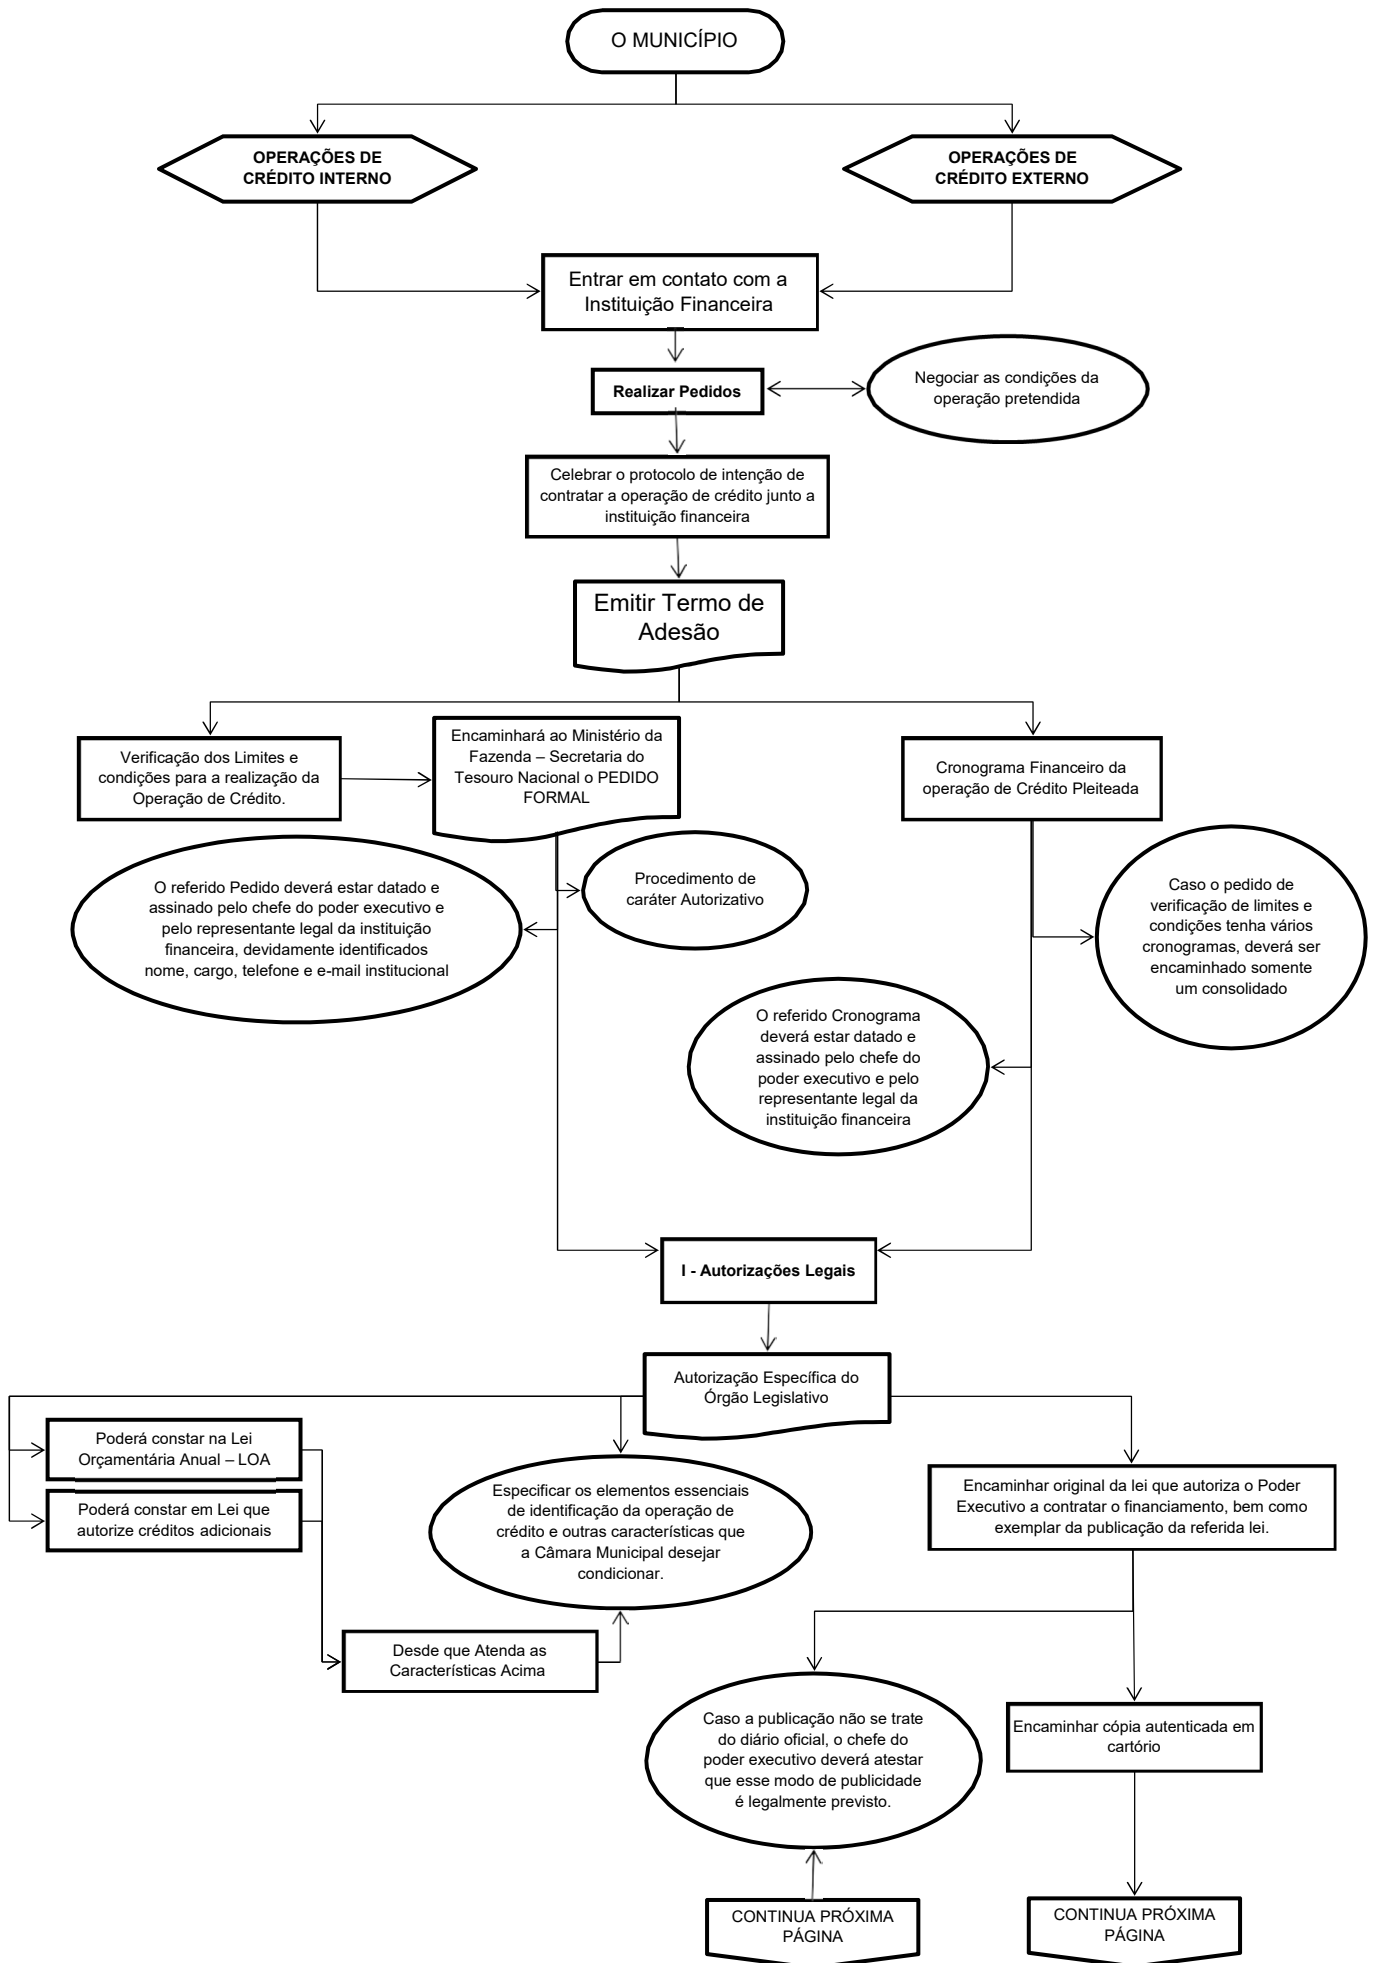 O MUNICÍPIO
OPERAÇÕES DE
CRÉDITO INTERNO
OPERAÇÕES DE
CRÉDITO EXTERNO
Entrar em contato com a
Instituição Financeira
Realizar Pedidos
Negociar as condições da
operação pretendida
Celebrar o protocolo de intenção de
contratar a operação de crédito junto a
instituição financeira
Emitir Termo de
Adesão
Verificação dos Limites e
condições para a realização da
Operação de Crédito.
Encaminhará ao Ministério da
Fazenda – Secretaria do
Tesouro Nacional o PEDIDO
FORMAL
Cronograma Financeiro da
operação de Crédito Pleiteada
O referido Pedido deverá estar datado e
assinado pelo chefe do poder executivo e
pelo representante legal da instituição
financeira, devidamente identificados
nome, cargo, telefone e e-mail institucional
Procedimento de
caráter Autorizativo
Caso o pedido de
verificação de limites e
condições tenha vários
cronogramas, deverá ser
encaminhado somente
um consolidado
O referido Cronograma
deverá estar datado e
assinado pelo chefe do
poder executivo e pelo
representante legal da
instituição financeira
I - Autorizações Legais
Autorização Específica do
Órgão Legislativo
Poderá constar na Lei
Orçamentária Anual – LOA
Poderá constar em Lei que
autorize créditos adicionais
Especificar os elementos essenciais
de identificação da operação de
crédito e outras características que
a Câmara Municipal desejar
condicionar.
Encaminhar original da lei que autoriza o Poder
Executivo a contratar o financiamento, bem como
exemplar da publicação da referida lei.
Desde que Atenda as
Características Acima
Caso a publicação não se trate
do diário oficial, o chefe do
poder executivo deverá atestar
que esse modo de publicidade
é legalmente previsto.
Encaminhar cópia autenticada em
cartório
CONTINUA PRÓXIMA
PÁGINA
CONTINUA PRÓXIMA
PÁGINA